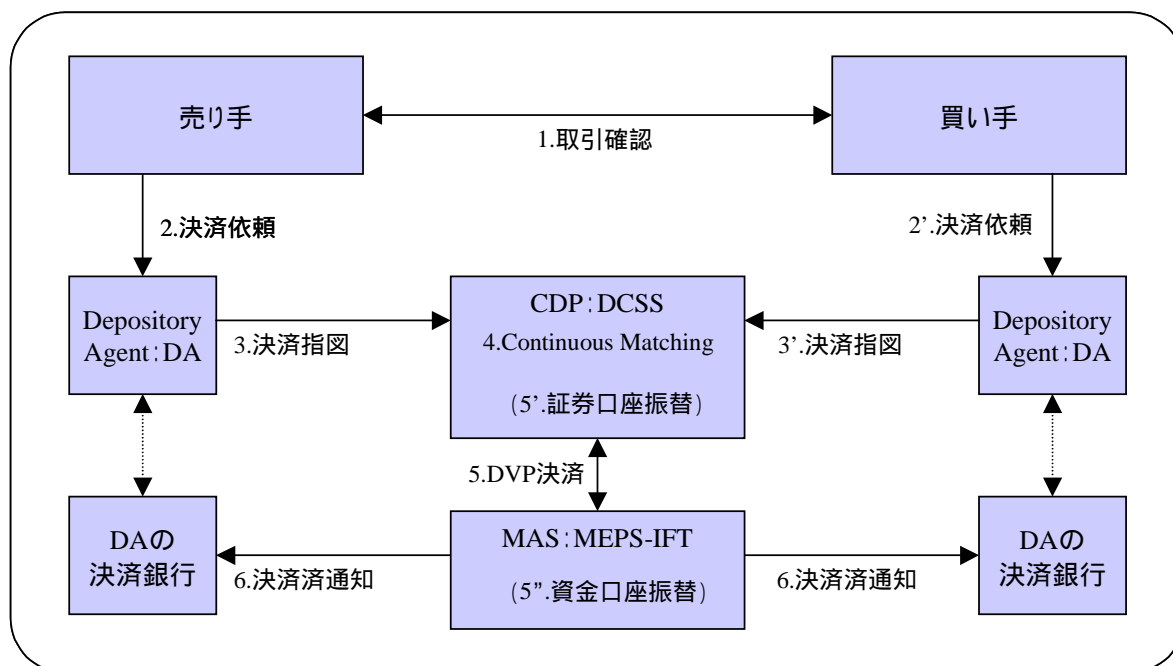 売り手
買い手
1.取引確認
2.決済依頼
2’.決済依頼
Depository
Agent:DA
3.決済指図
CDP:DCSS
4.Continuous Matching
(5’.証券口座振替)
3’.決済指図
Depository
Agent:DA
5.DVP決済
DAの
決済銀行
6.決済済通知
MAS:MEPS-IFT
(5”.資金口座振替)
6.決済済通知
DAの
決済銀行